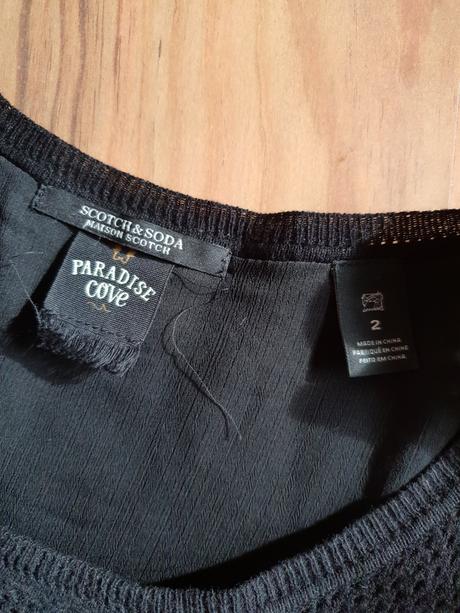 SCOTCH & SODA
MAISON SCOTCH
PARADISE
COVE
2
MADE IN CHINA
FABRIQUÉ EN CHINE
FEITO EM CHINA